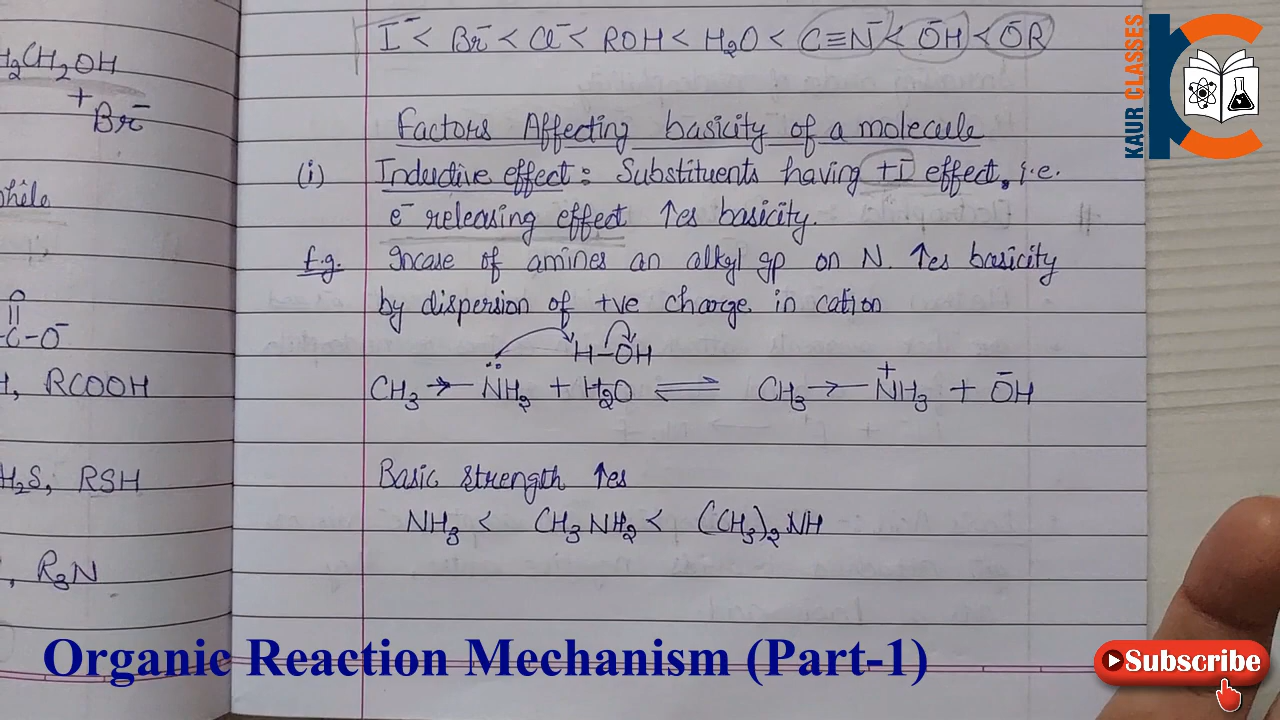 I⁻ < Br⁻ < Cl⁻ < ROH < H₂O < C≡N⁻ < ŌH < ŌR
Factors Affecting basicity of a molecule
(i) Inductive effect: Substituents having +I effect, i.e.
e⁻ releasing effect ↑es basicity.
E.g. Incase of amines an alkyl gp on N. ↑es basicity
by dispersion of +ve charge in cation
H-OH
CH₃ → N̈H₂ + H₂O ⇌ CH₃ → N⁺H₃ + ŌH
Basic strength ↑es
NH₃ < CH₃NH₂ < (CH₃)₂NH
H₂CH₂OH
+ Br⁻
phile
O
||
-C-O⁻
H, RCOOH
H₂S, RSH
, R₃N
KAUR CLASSES
KC
Organic Reaction Mechanism (Part-1)
Subscribe